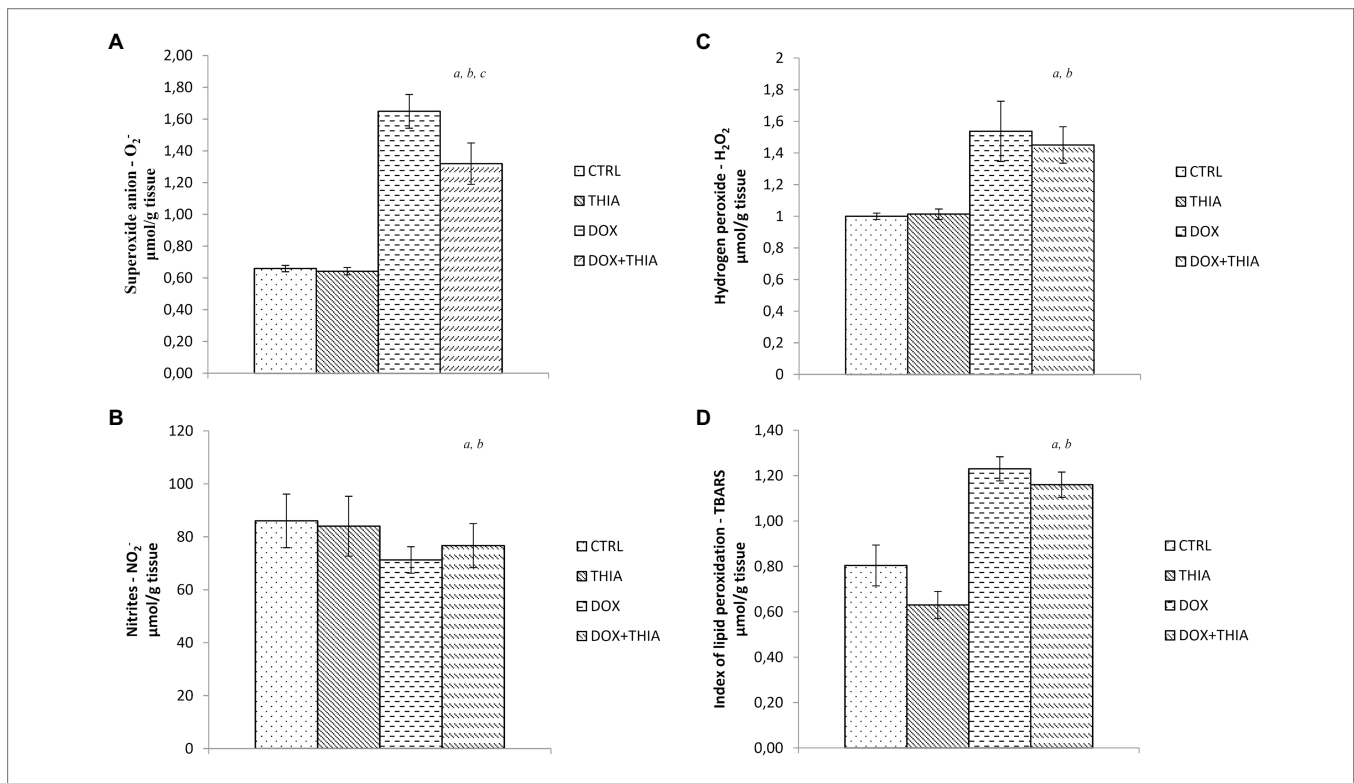 A
2,00
1,80
1,60
1,40
1,20
1,00
0,80
0,60
0,40
0,20
0,00
Superoxide anion - O₂⁻
µmol/g tissue
a, b, c
CTRL
THIA
DOX
DOX+THIA
B
120
100
80
60
40
20
0
Nitrites - NO₂⁻
µmol/g tissue
a, b
CTRL
THIA
DOX
DOX+THIA
C
2
1,8
1,6
1,4
1,2
1
0,8
0,6
0,4
0,2
0
Hydrogen peroxide - H₂O₂
µmol/g tissue
a, b
CTRL
THIA
DOX
DOX+THIA
D
1,40
1,20
1,00
0,80
0,60
0,40
0,20
0,00
Index of lipid peroxidation - TBARS
µmol/g tissue
a, b
CTRL
THIA
DOX
DOX+THIA